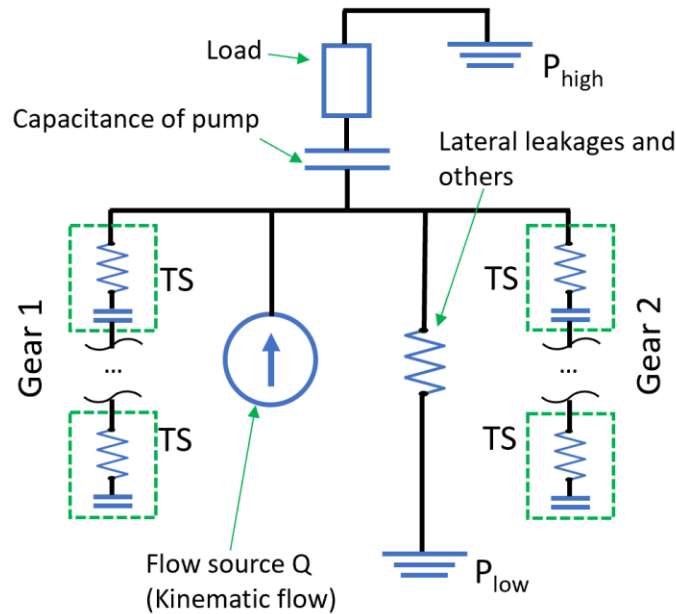 Load
P_high
Capacitance of pump
Lateral leakages and
others
TS
TS
Gear 1
Gear 2
...
...
TS
TS
Flow source Q
(Kinematic flow)
P_low